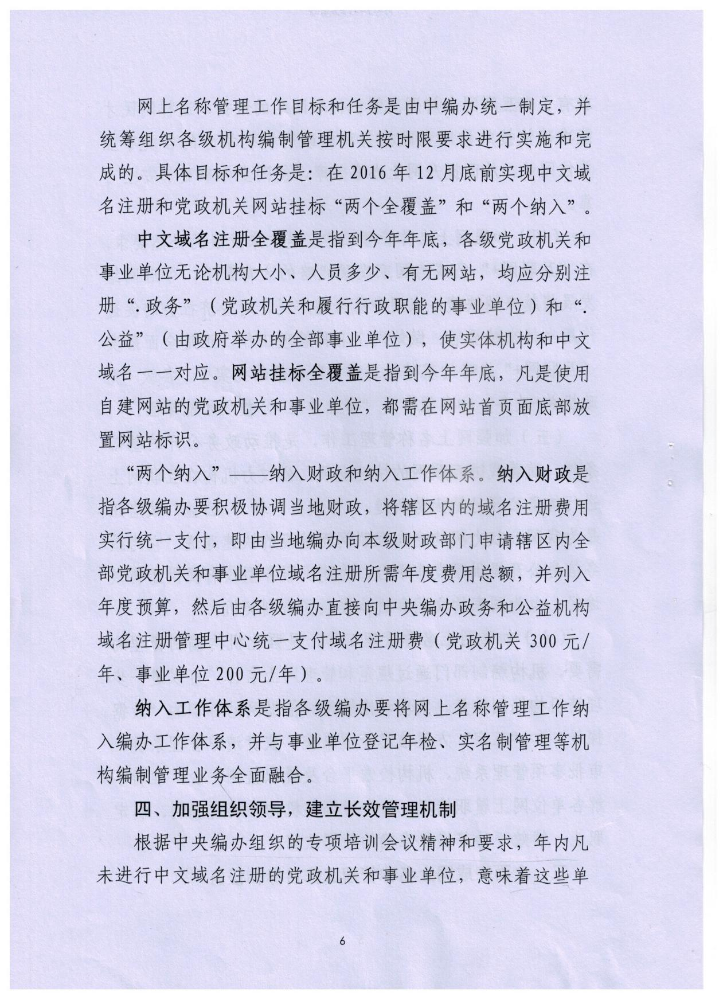 网上名称管理工作目标和任务是由中编办统一制定，并
统筹组织各级机构编制管理机关按时限要求进行实施和完
成的。具体目标和任务是：在 2016 年 12 月底前实现中文域
名注册和党政机关网站挂标“两个全覆盖”和“两个纳入”。
中文域名注册全覆盖是指到今年年底，各级党政机关和
事业单位无论机构大小、人员多少、有无网站，均应分别注
册“.政务”（党政机关和履行行政职能的事业单位）和“.
公益”（由政府举办的全部事业单位），使实体机构和中文
域名一一对应。网站挂标全覆盖是指到今年年底，凡是使用
自建网站的党政机关和事业单位，都需在网站首页面底部放
置网站标识。
“两个纳入”——纳入财政和纳入工作体系。纳入财政是
指各级编办要积极协调当地财政，将辖区内的域名注册费用
实行统一支付，即由当地编办向本级财政部门申请辖区内全
部党政机关和事业单位域名注册所需年度费用总额，并列入
年度预算，然后由各级编办直接向中央编办政务和公益机构
域名注册管理中心统一支付域名注册费（党政机关 300 元/
年、事业单位 200 元/年）。
纳入工作体系是指各级编办要将网上名称管理工作纳
入编办工作体系，并与事业单位登记年检、实名制管理等机
构编制管理业务全面融合。
四、加强组织领导，建立长效管理机制
根据中央编办组织的专项培训会议精神和要求，年内凡
未进行中文域名注册的党政机关和事业单位，意味着这些单
6